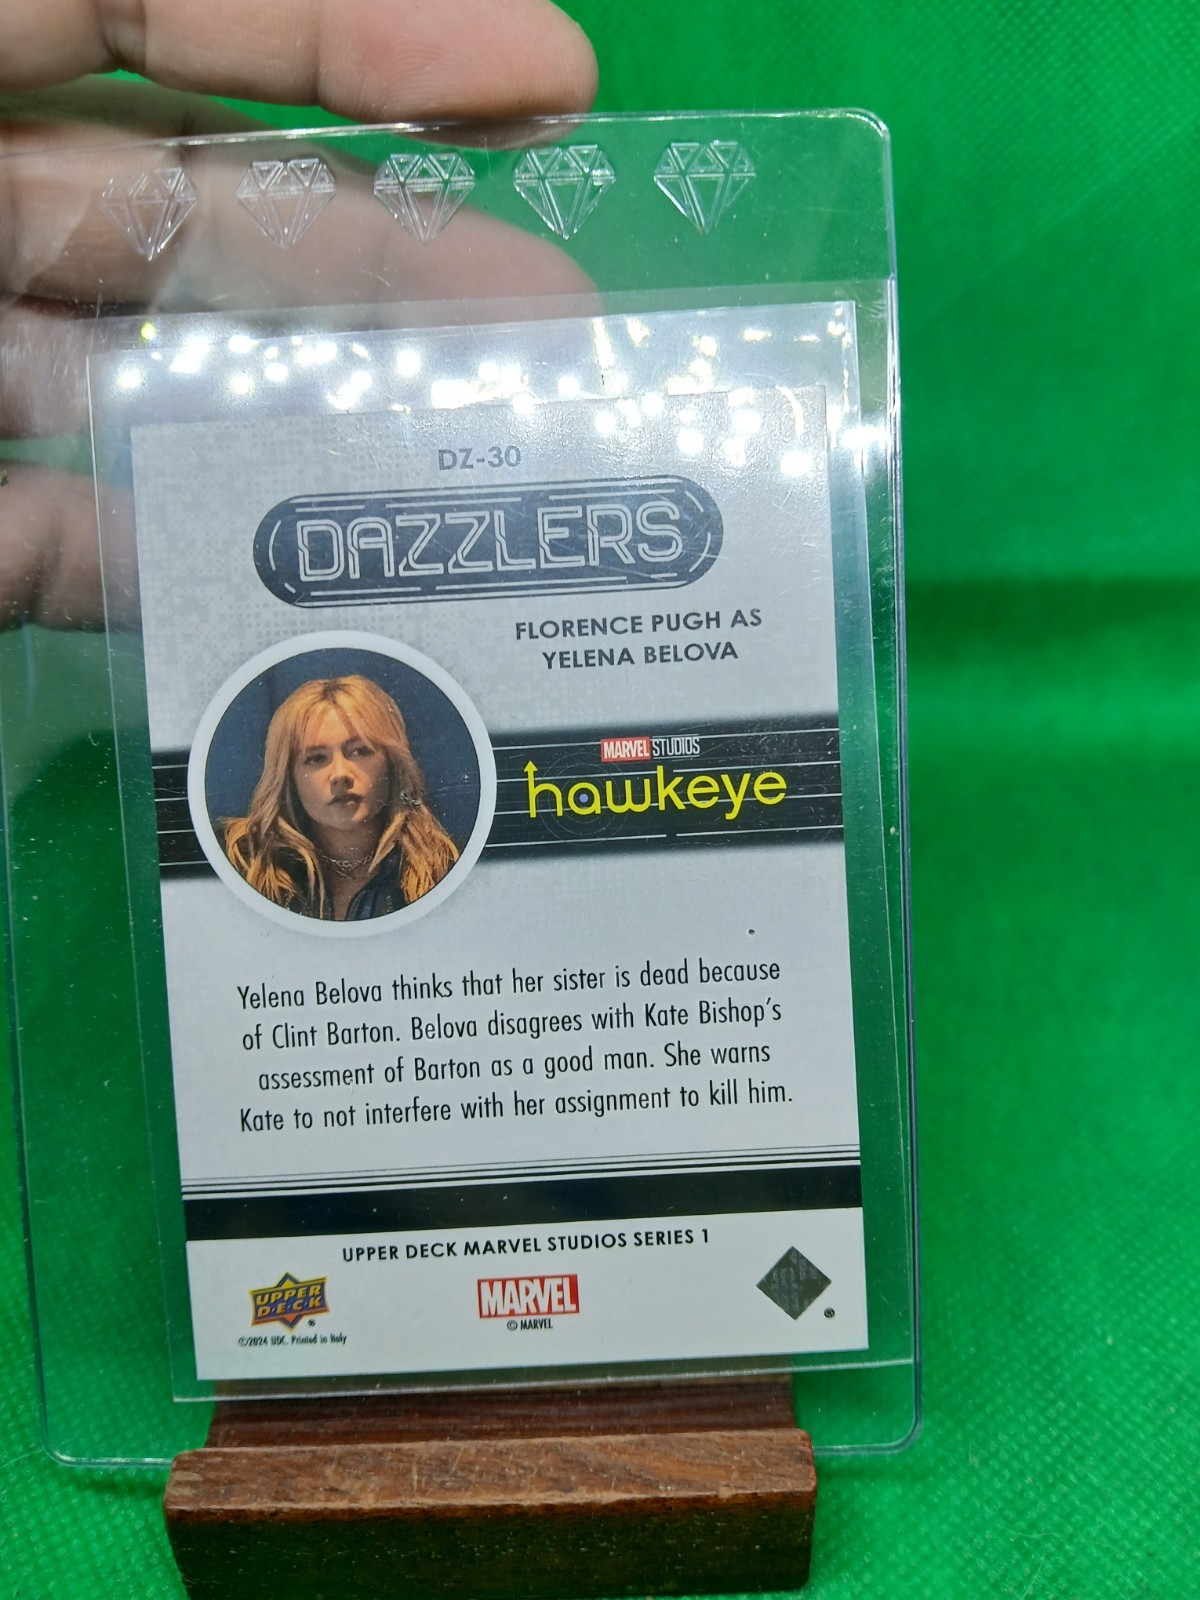 DZ-30
DAZZLERS
FLORENCE PUGH AS
YELENA BELOVA
MARVEL STUDIOS
hawkeye
Yelena Belova thinks that her sister is dead because
of Clint Barton. Belova disagrees with Kate Bishop's
assessment of Barton as a good man. She warns
Kate to not interfere with her assignment to kill him.
UPPER DECK MARVEL STUDIOS SERIES 1
UPPER
D·E·C·K
®
©2024 UDC. Printed in Italy
MARVEL
© MARVEL
®